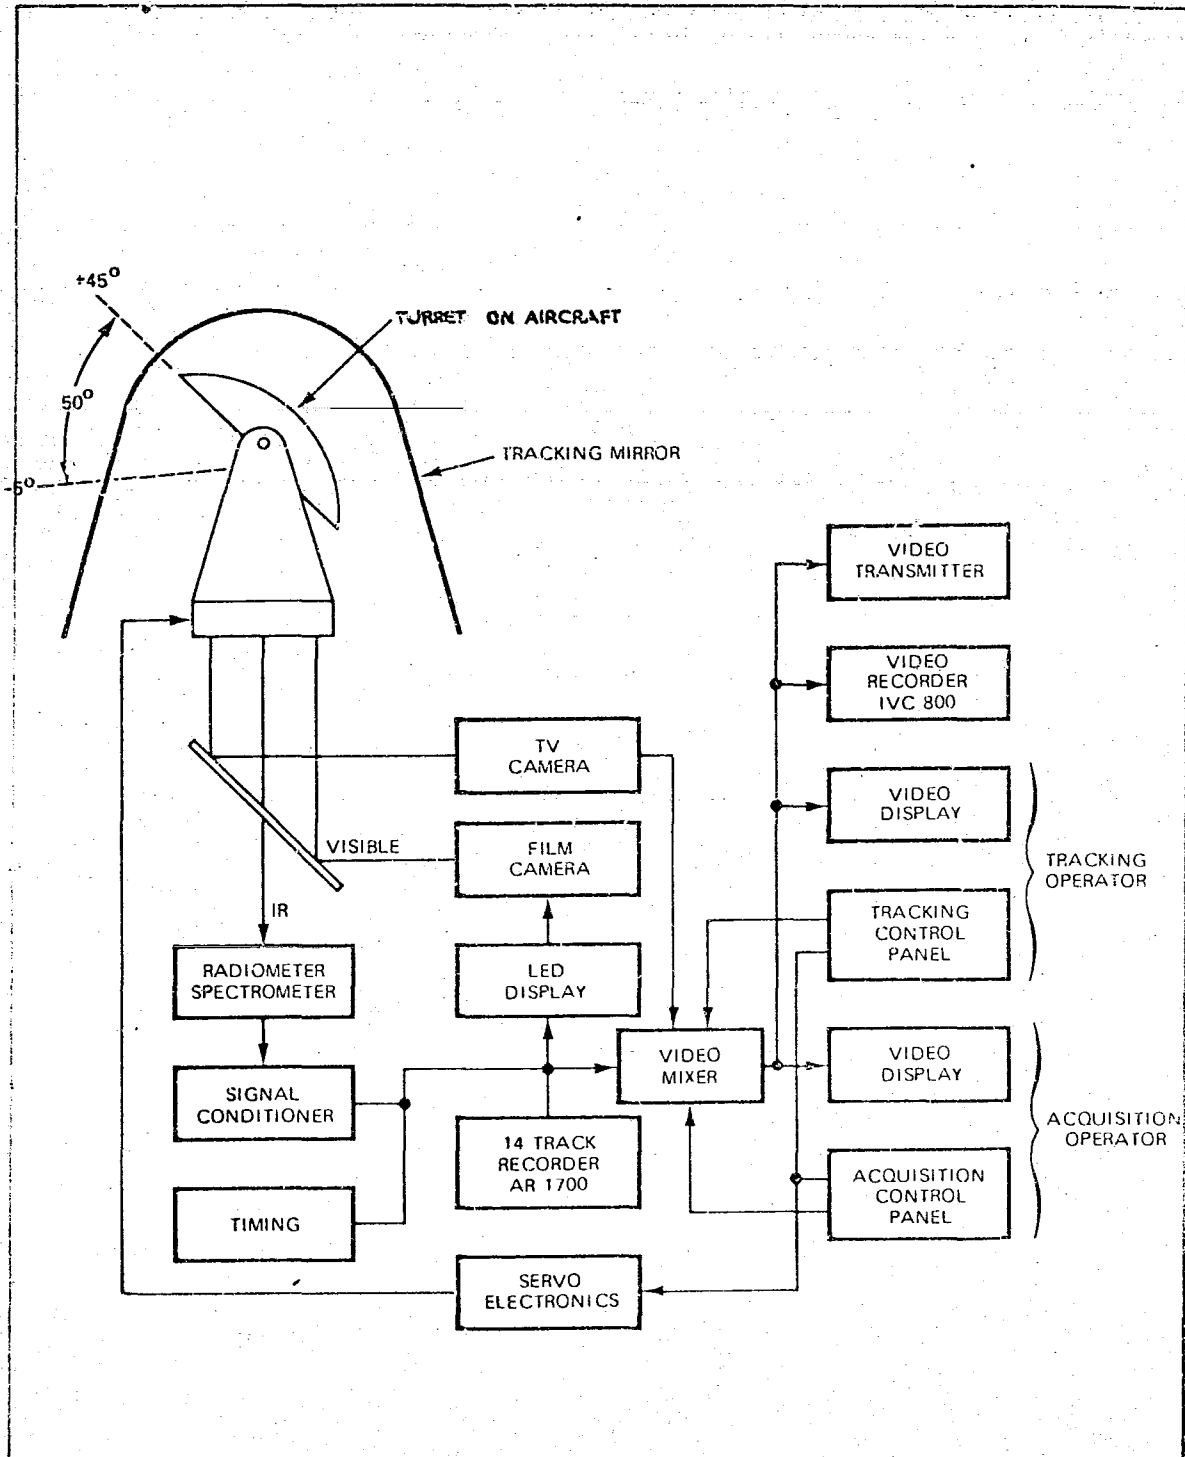 +45°
TURRET ON AIRCRAFT
50°
TRACKING MIRROR
-5°
VIDEO
TRANSMITTER
VIDEO
RECORDER
IVC 800
TV
CAMERA
VIDEO
DISPLAY
VISIBLE
FILM
CAMERA
TRACKING
OPERATOR
IR
TRACKING
CONTROL
PANEL
RADIOMETER
SPECTROMETER
LED
DISPLAY
VIDEO
MIXER
VIDEO
DISPLAY
SIGNAL
CONDITIONER
ACQUISITION
OPERATOR
14 TRACK
RECORDER
AR 1700
ACQUISITION
CONTROL
PANEL
TIMING
SERVO
ELECTRONICS